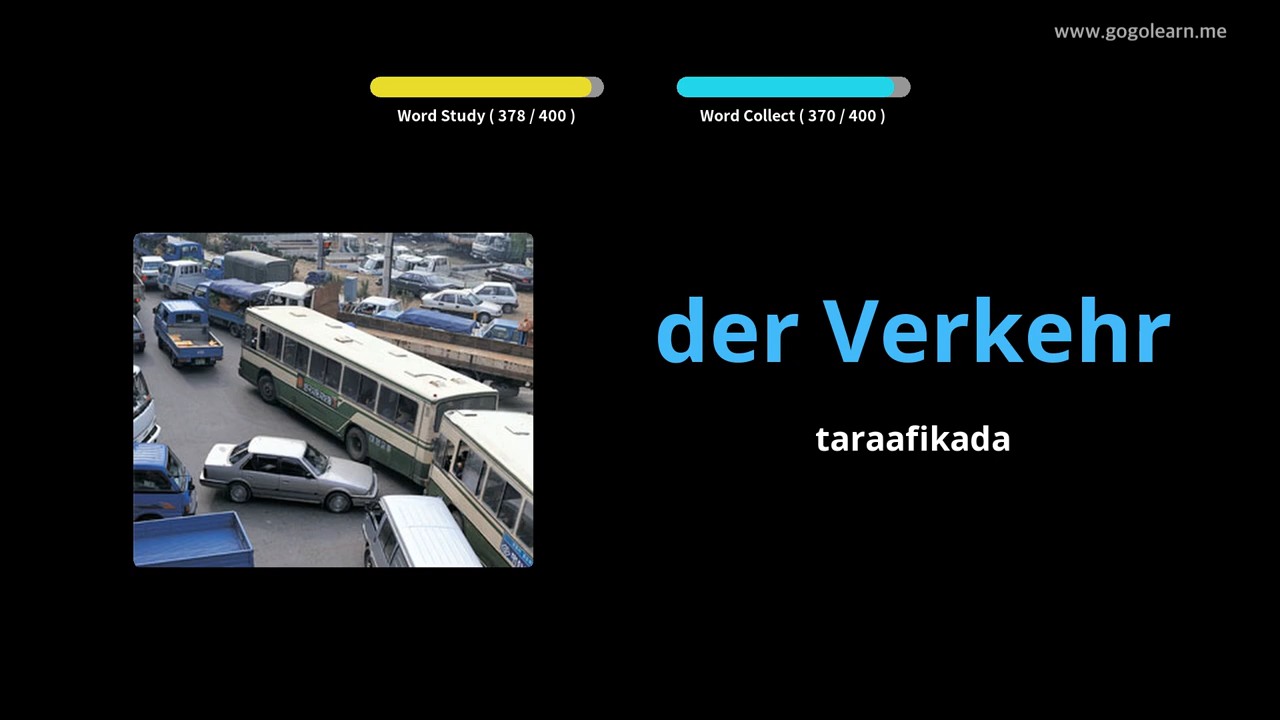 www.gogolearn.me
Word Study ( 378 / 400 )
Word Collect ( 370 / 400 )
der Verkehr
taraafikada